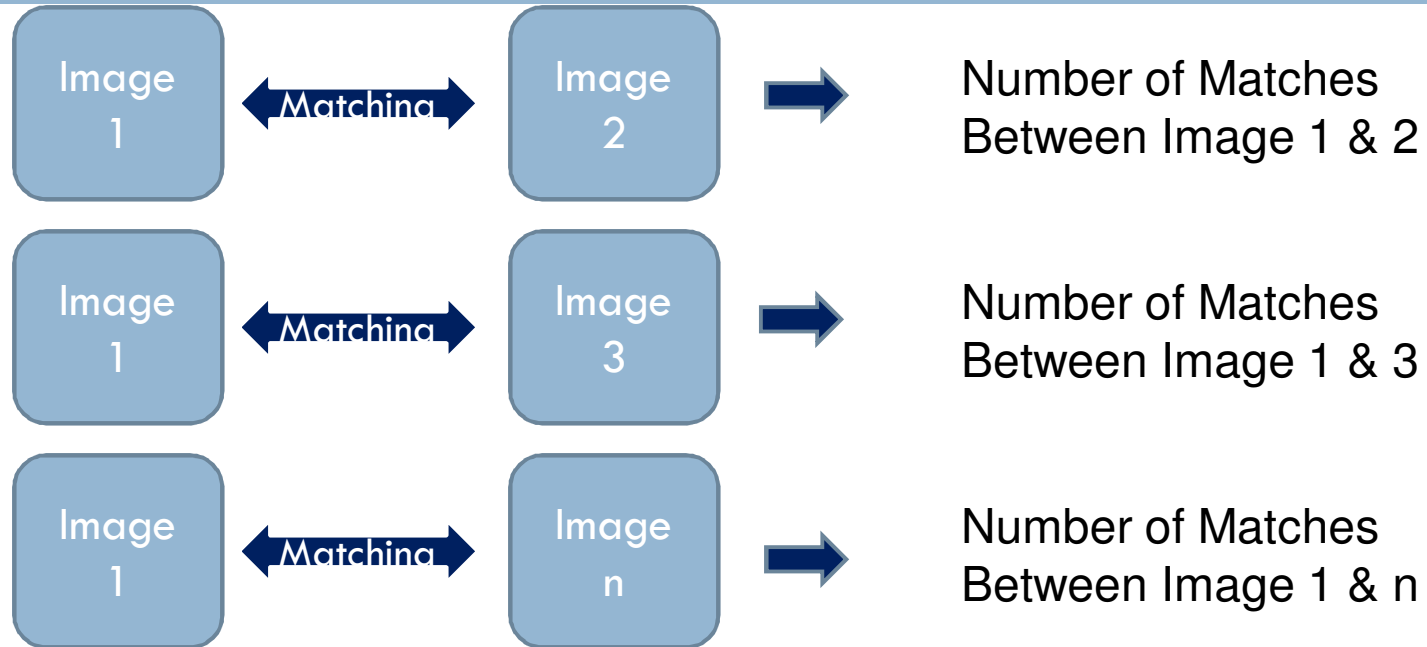 Image
1
Matching
Image
2
Number of Matches
Between Image 1 & 2
Image
1
Matching
Image
3
Number of Matches
Between Image 1 & 3
Image
1
Matching
Image
n
Number of Matches
Between Image 1 & n